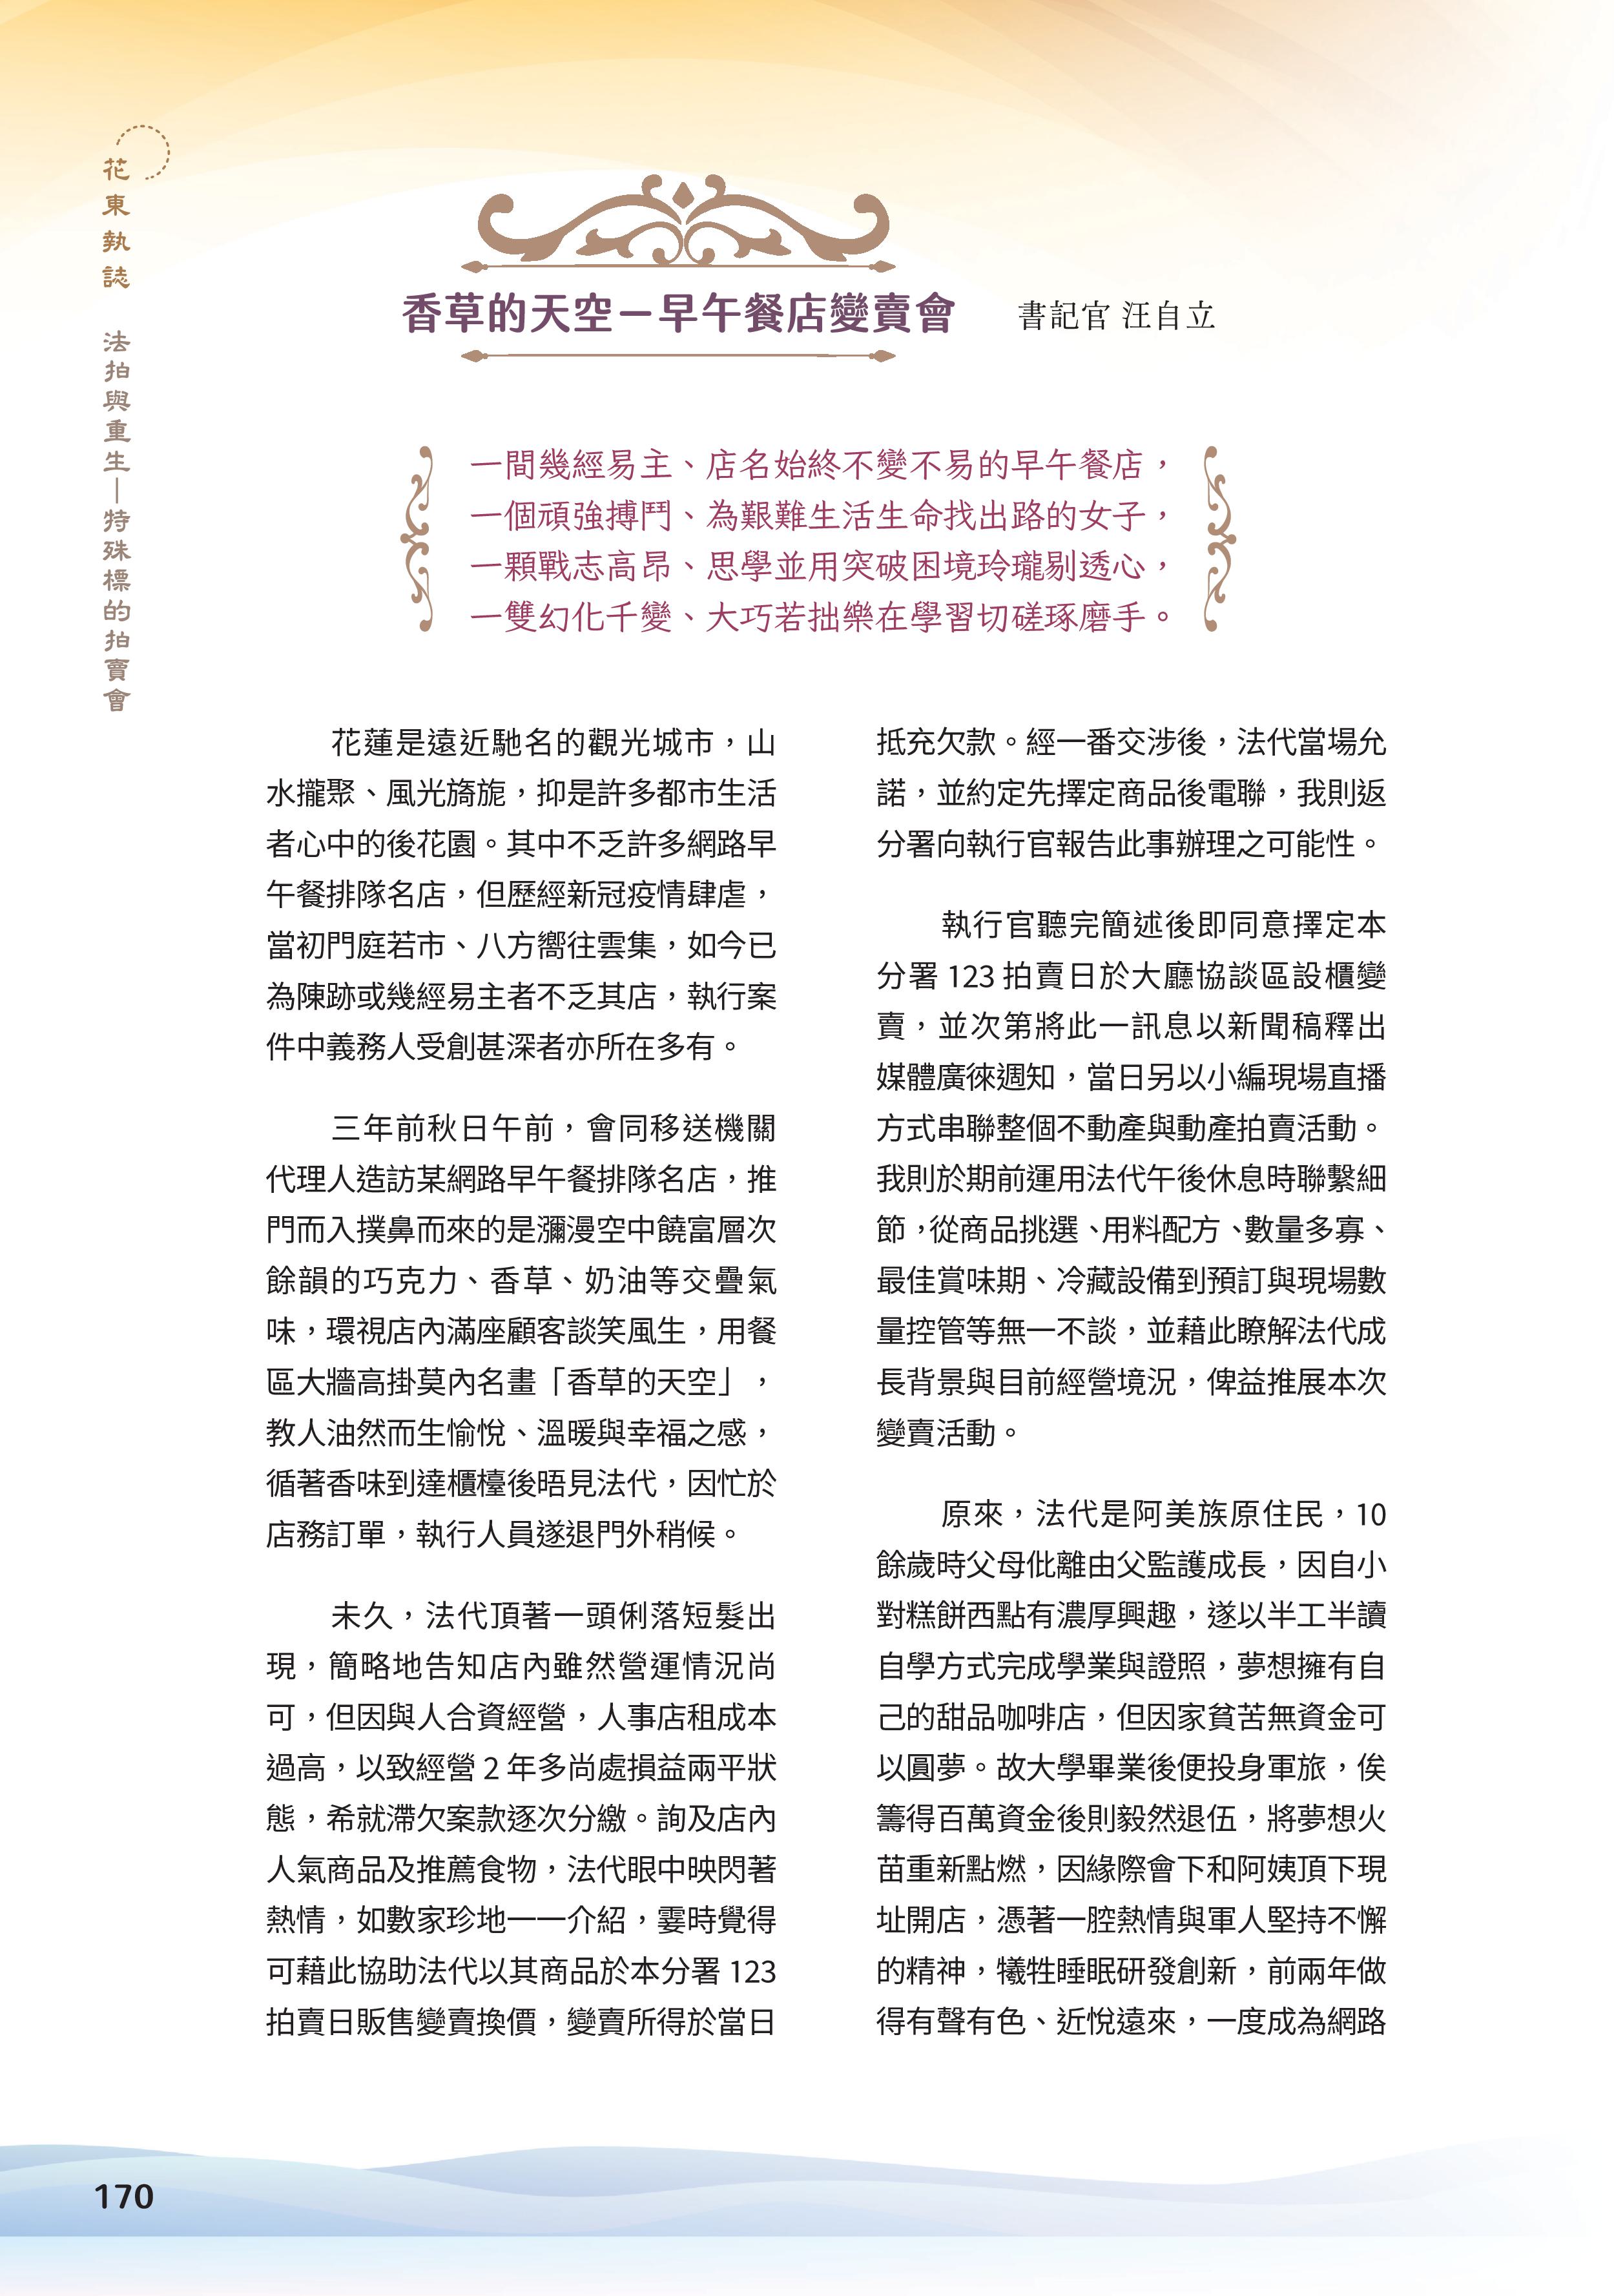 花東執誌 法拍與重生—特殊標的拍賣會
香草的天空－早午餐店變賣會
書記官 汪自立
一間幾經易主、店名始終不變不易的早午餐店，
一個頑強搏鬥、為艱難生活生命找出路的女子，
一顆戰志高昂、思學並用突破困境玲瓏剔透心，
一雙幻化千變、大巧若拙樂在學習切磋琢磨手。
花蓮是遠近馳名的觀光城市，山
水攏聚、風光旖旎，抑是許多都市生活
者心中的後花園。其中不乏許多網路早
午餐排隊名店，但歷經新冠疫情肆虐，
當初門庭若市、八方嚮往雲集，如今已
為陳跡或幾經易主者不乏其店，執行案
件中義務人受創甚深者亦所在多有。
三年前秋日午前，會同移送機關
代理人造訪某網路早午餐排隊名店，推
門而入撲鼻而來的是瀰漫空中饒富層次
餘韻的巧克力、香草、奶油等交疊氣
味，環視店內滿座顧客談笑風生，用餐
區大牆高掛莫內名畫「香草的天空」，
教人油然而生愉悅、溫暖與幸福之感，
循著香味到達櫃檯後晤見法代，因忙於
店務訂單，執行人員遂退門外稍候。
未久，法代頂著一頭俐落短髮出
現，簡略地告知店內雖然營運情況尚
可，但因與人合資經營，人事店租成本
過高，以致經營 2 年多尚處損益兩平狀
態，希就滯欠案款逐次分繳。詢及店內
人氣商品及推薦食物，法代眼中映閃著
熱情，如數家珍地一一介紹，霎時覺得
可藉此協助法代以其商品於本分署 123
拍賣日販售變賣換價，變賣所得於當日
抵充欠款。經一番交涉後，法代當場允
諾，並約定先擇定商品後電聯，我則返
分署向執行官報告此事辦理之可能性。
執行官聽完簡述後即同意擇定本
分署 123 拍賣日於大廳協談區設櫃變
賣，並次第將此一訊息以新聞稿釋出
媒體廣徠週知，當日另以小編現場直播
方式串聯整個不動產與動產拍賣活動。
我則於期前運用法代午後休息時聯繫細
節，從商品挑選、用料配方、數量多寡、
最佳賞味期、冷藏設備到預訂與現場數
量控管等無一不談，並藉此瞭解法代成
長背景與目前經營境況，俾益推展本次
變賣活動。
原來，法代是阿美族原住民，10
餘歲時父母仳離由父監護成長，因自小
對糕餅西點有濃厚興趣，遂以半工半讀
自學方式完成學業與證照，夢想擁有自
己的甜品咖啡店，但因家貧苦無資金可
以圓夢。故大學畢業後便投身軍旅，俟
籌得百萬資金後則毅然退伍，將夢想火
苗重新點燃，因緣際會下和阿姨頂下現
址開店，憑著一腔熱情與軍人堅持不懈
的精神，犧牲睡眠研發創新，前兩年做
得有聲有色、近悅遠來，一度成為網路
170